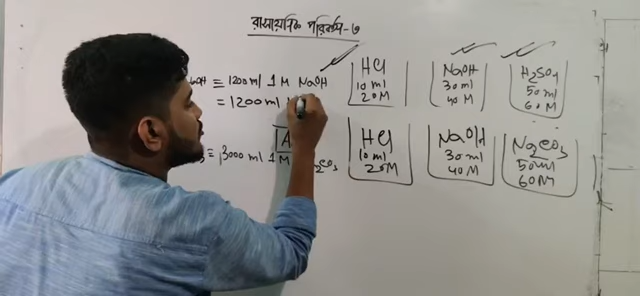 রাসায়নিক পরিবর্তন-৩
NaOH ≡ 1200 ml 1 M NaOH
= 1200 ml
= 3000 ml 1 M
HCl
10 ml
20 M
NaOH
30 ml
40 M
H₂SO₄
50 ml
60 M
A
HCl
10 ml
20 M
NaOH
30 ml
40 M
Na₂CO₃
50 ml
60 M